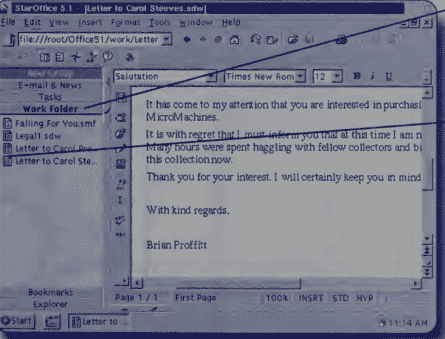 StarOffice 5.1 - [Letter to Carol Steeves.sdw]
File Edit View Insert Format Tools Window Help
file:///root/Office51/work/Letter
New Group
E-mail & News
Tasks
Work Folder
Falling For You.smf
Legal1.sdw
Letter to Carol Pro...
Letter to Carol Ste...
Bookmarks
Explorer
Salutation Times New Rom 12 B i U
It has come to my attention that you are interested in purchasi
MicroMachines.
It is with regret that I must inform you that at this time I am n
Many hours were spent haggling with fellow collectors and bi
this collection now.
Thank you for your interest. I will certainly keep you in mind
With kind regards,
Brian Proffitt
Page 1 / 1 First Page 100% INSRT STD HYP
Start Letter to ... 11:14 AM